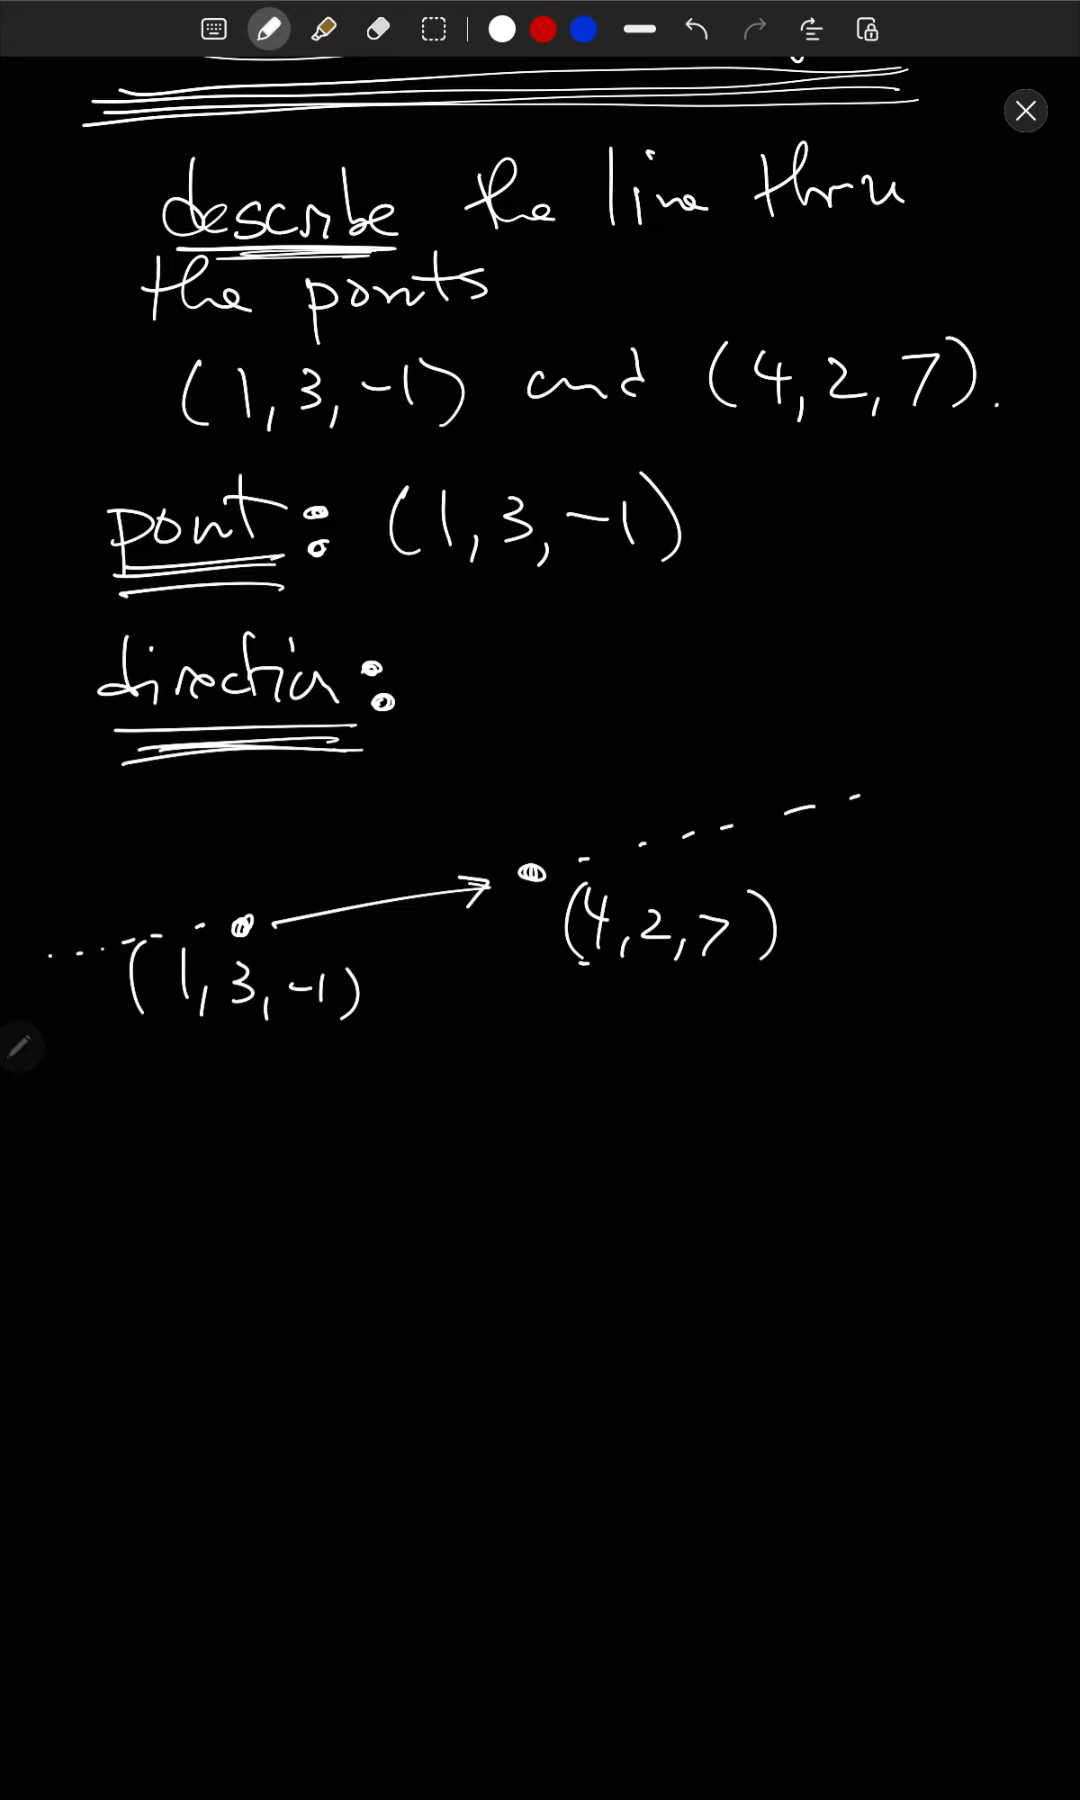 describe the line thru
the points
(1, 3, -1) and (4, 2, 7).
point: (1, 3, -1)
direction:
(4, 2, 7)
(1, 3, -1)